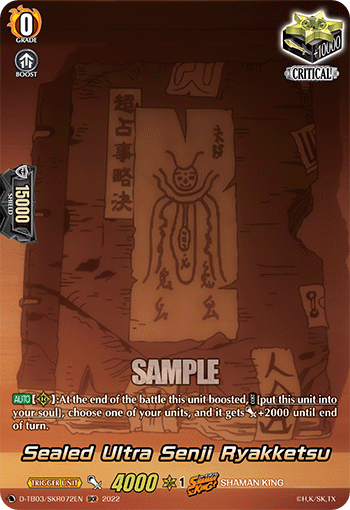 0
GRADE
BOOST
+10000
CRITICAL
15000
SHIELD
超
占
事
略
決
SAMPLE
AUTO【】:At the end of the battle this unit boosted, [put this unit into
your soul], choose one of your units, and it gets +2000 until end
of turn.
Sealed Ultra Senji Ryakketsu
TRIGGER UNIT 4000 1 SHAMAN KING
D-TB03/SKR072EN 2022 ©H,K/SK,TX